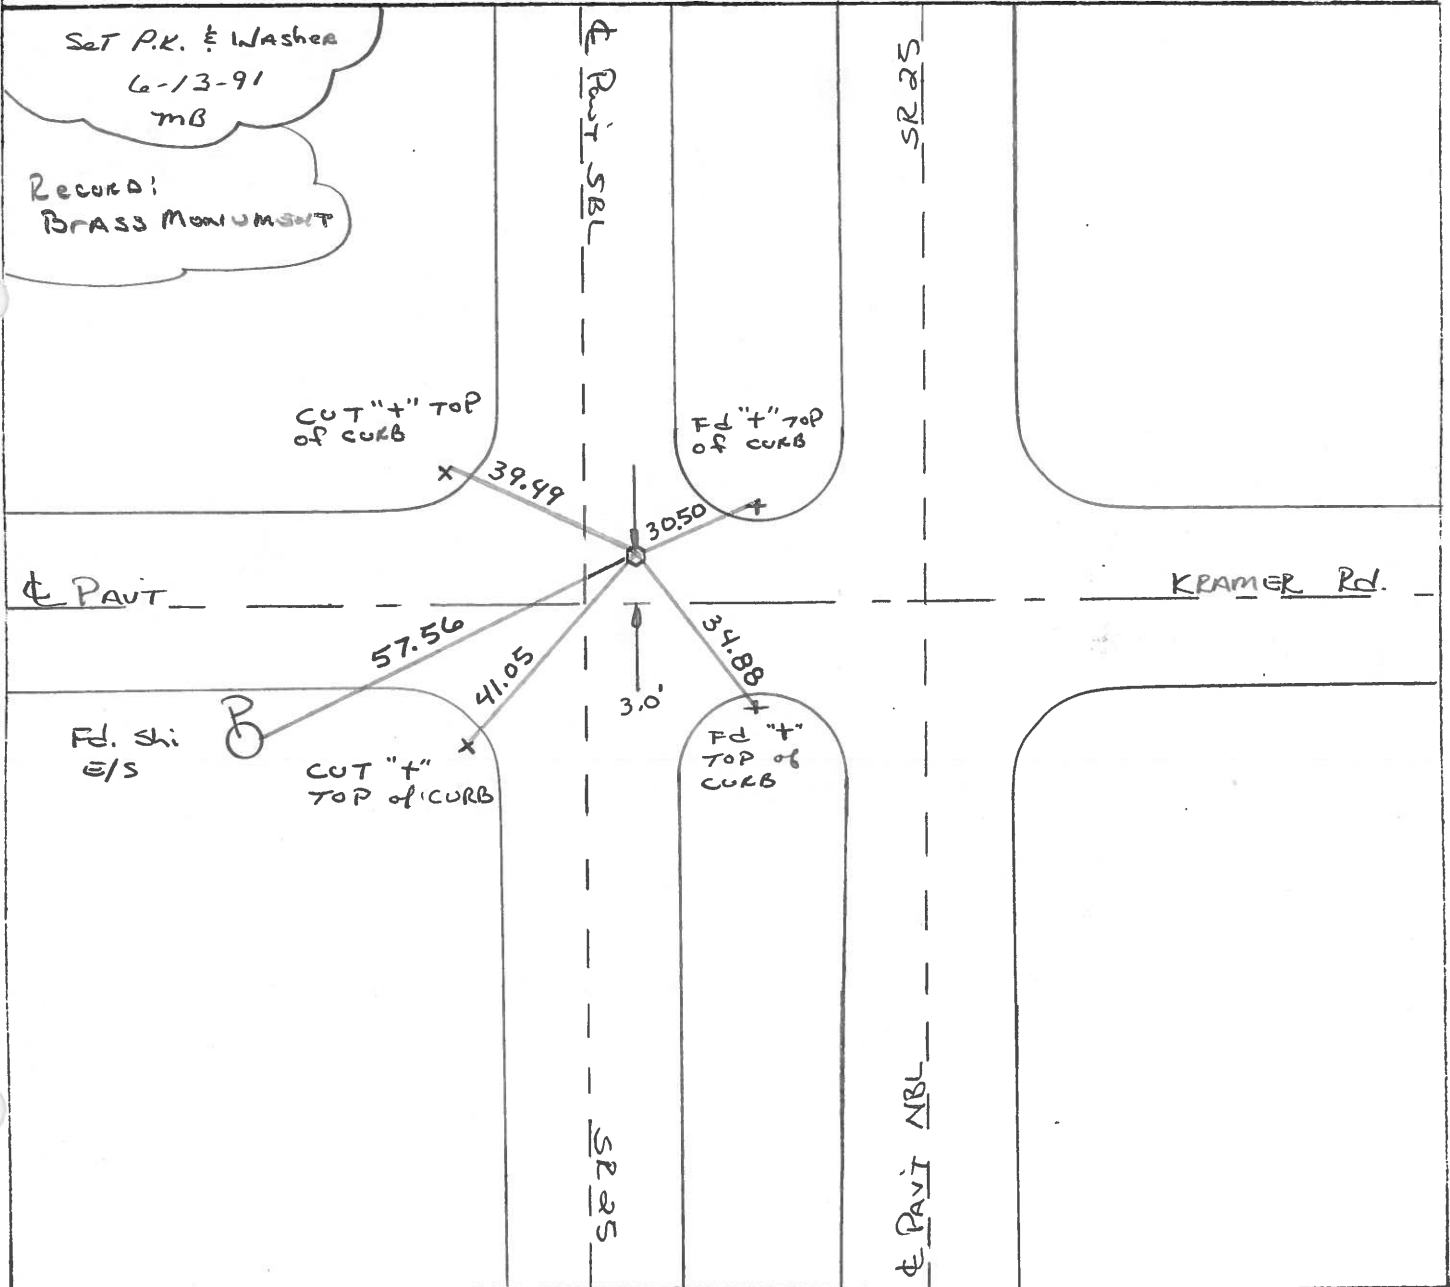 SET P.K. & WASHER
6-13-91
MB
RECORD:
BRASS MONUMENT
℄ PAV'T SBL
SR 25
CUT "+" TOP
of CURB
Fd "+" TOP
of CURB
39.49
30.50
℄ PAV'T
KRAMER Rd.
57.56
41.05
34.88
3.0'
P
Fd. Shi
E/S
CUT "+"
TOP of CURB
Fd "+"
TOP of
CURB
SR 25
℄ PAV'T NBL